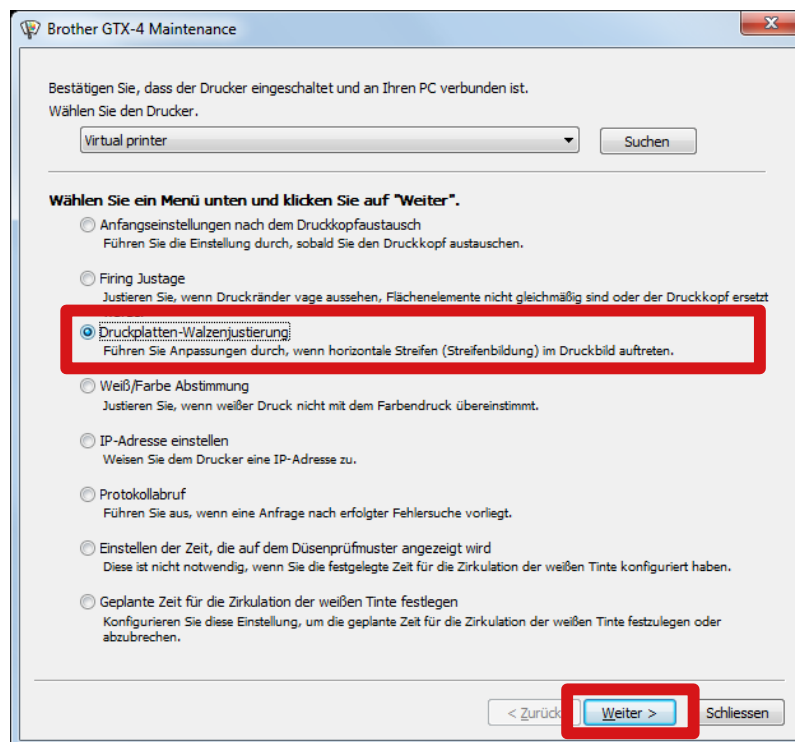 Brother GTX-4 Maintenance
Bestätigen Sie, dass der Drucker eingeschaltet und an Ihren PC verbunden ist.
Wählen Sie den Drucker.
Virtual printer
Suchen
Wählen Sie ein Menü unten und klicken Sie auf "Weiter".
Anfangseinstellungen nach dem Druckkopfaustausch
Führen Sie die Einstellung durch, sobald Sie den Druckkopf austauschen.
Firing Justage
Justieren Sie, wenn Druckränder vage aussehen, Flächenelemente nicht gleichmäßig sind oder der Druckkopf ersetzt
Druckplatten-Walzenjustierung
Führen Sie Anpassungen durch, wenn horizontale Streifen (Streifenbildung) im Druckbild auftreten.
Weiß/Farbe Abstimmung
Justieren Sie, wenn weißer Druck nicht mit dem Farbendruck übereinstimmt.
IP-Adresse einstellen
Weisen Sie dem Drucker eine IP-Adresse zu.
Protokollabruf
Führen Sie aus, wenn eine Anfrage nach erfolgter Fehlersuche vorliegt.
Einstellen der Zeit, die auf dem Düsenprüfmuster angezeigt wird
Diese ist nicht notwendig, wenn Sie die festgelegte Zeit für die Zirkulation der weißen Tinte konfiguriert haben.
Geplante Zeit für die Zirkulation der weißen Tinte festlegen
Konfigurieren Sie diese Einstellung, um die geplante Zeit für die Zirkulation der weißen Tinte festzulegen oder
abzubrechen.
< Zurück Weiter > Schliessen